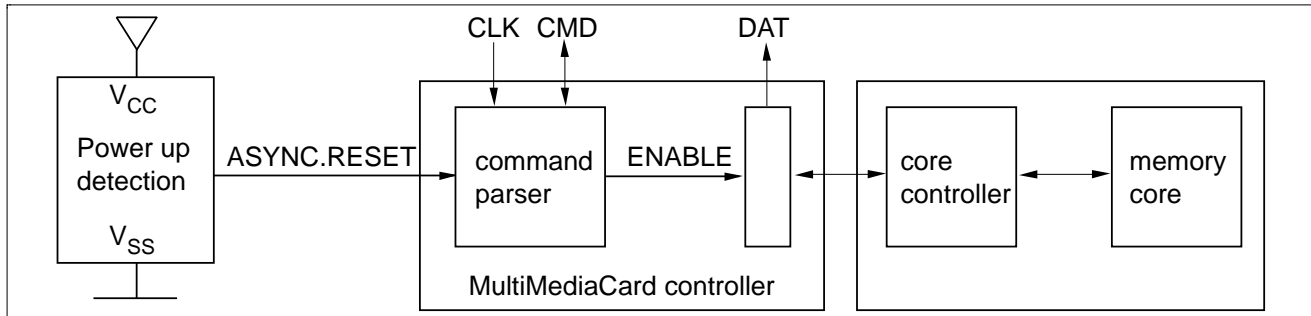 CLK CMD DAT
VCC
Power up
detection
VSS
ASYNC.RESET
command
parser
ENABLE
MultiMediaCard controller
core
controller
memory
core